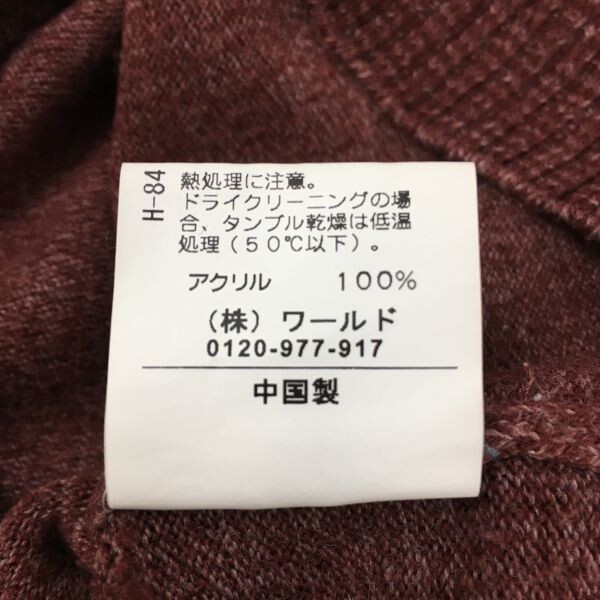 H-84
熱処理に注意。
ドライクリーニングの場
合、タンブル乾燥は低温
処理(50℃以下)。
アクリル 100%
(株)ワールド
0120-977-917
中国製